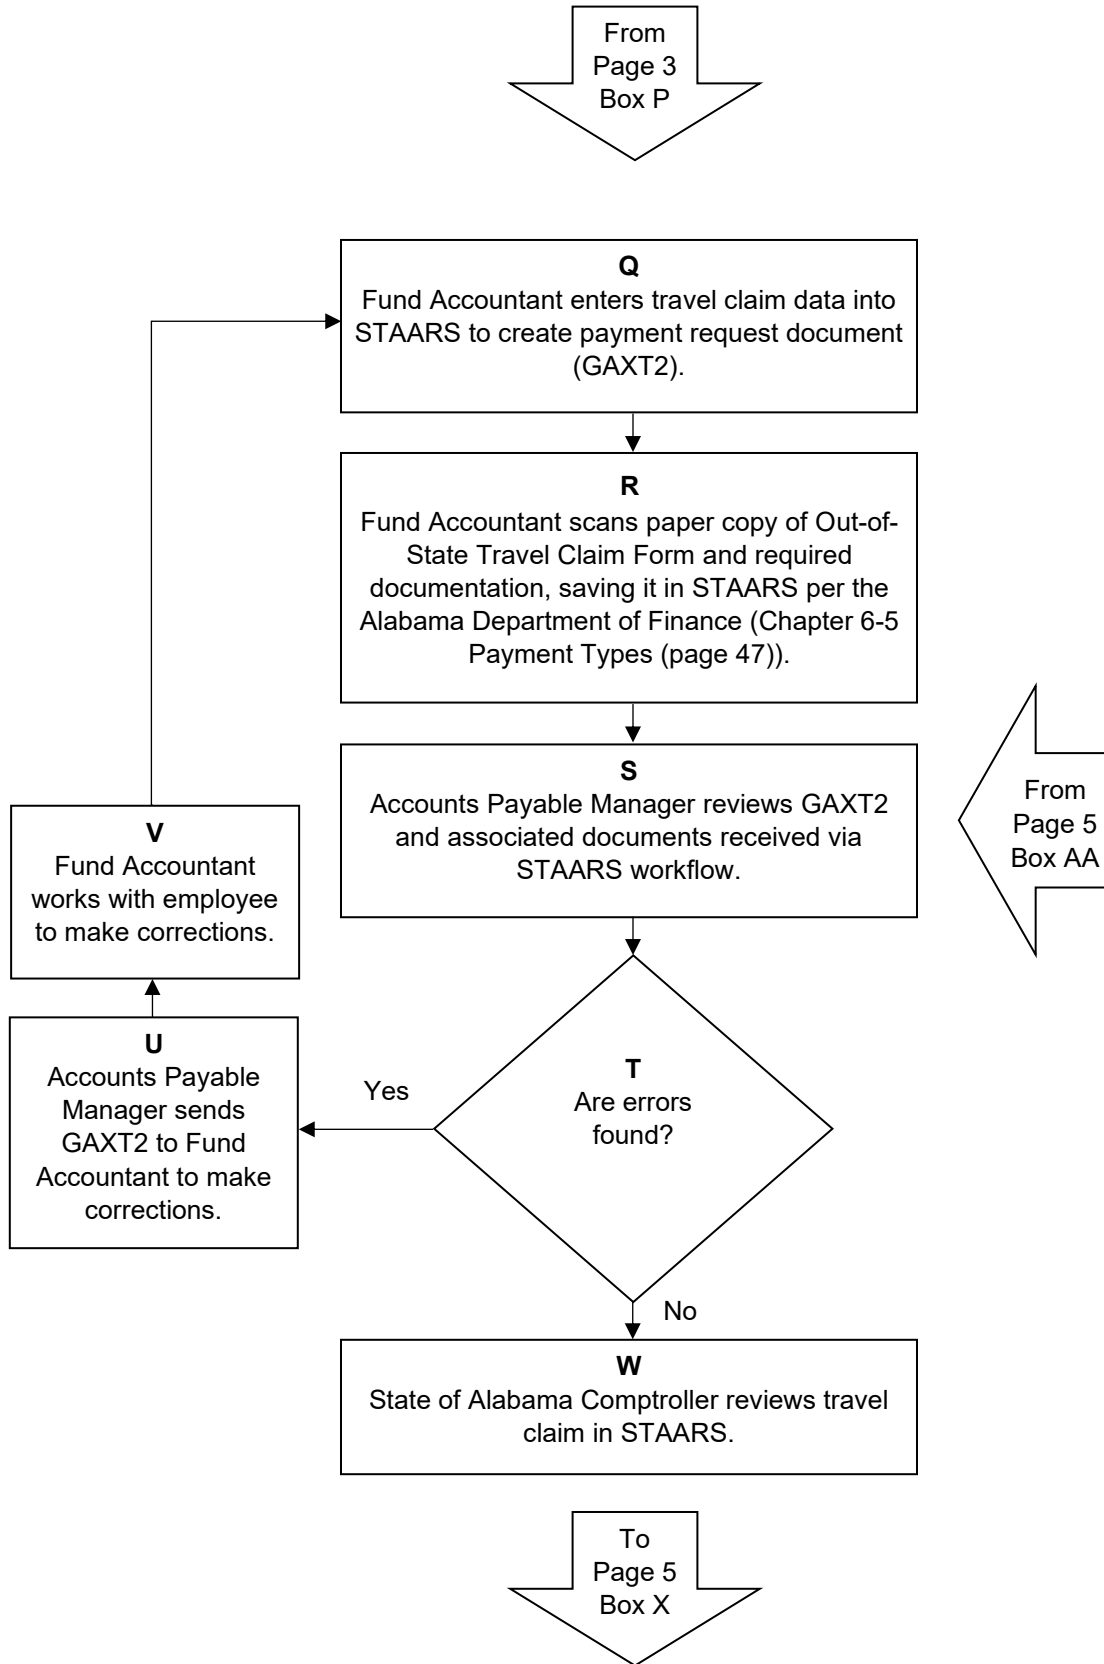 From
Page 3
Box P
Q
Fund Accountant enters travel claim data into
STAARS to create payment request document
(GAXT2).
R
Fund Accountant scans paper copy of Out-of-
State Travel Claim Form and required
documentation, saving it in STAARS per the
Alabama Department of Finance (Chapter 6-5
Payment Types (page 47)).
S
Accounts Payable Manager reviews GAXT2
and associated documents received via
STAARS workflow.
From
Page 5
Box AA
T
Are errors
found?
Yes
U
Accounts Payable
Manager sends
GAXT2 to Fund
Accountant to make
corrections.
V
Fund Accountant
works with employee
to make corrections.
No
W
State of Alabama Comptroller reviews travel
claim in STAARS.
To
Page 5
Box X